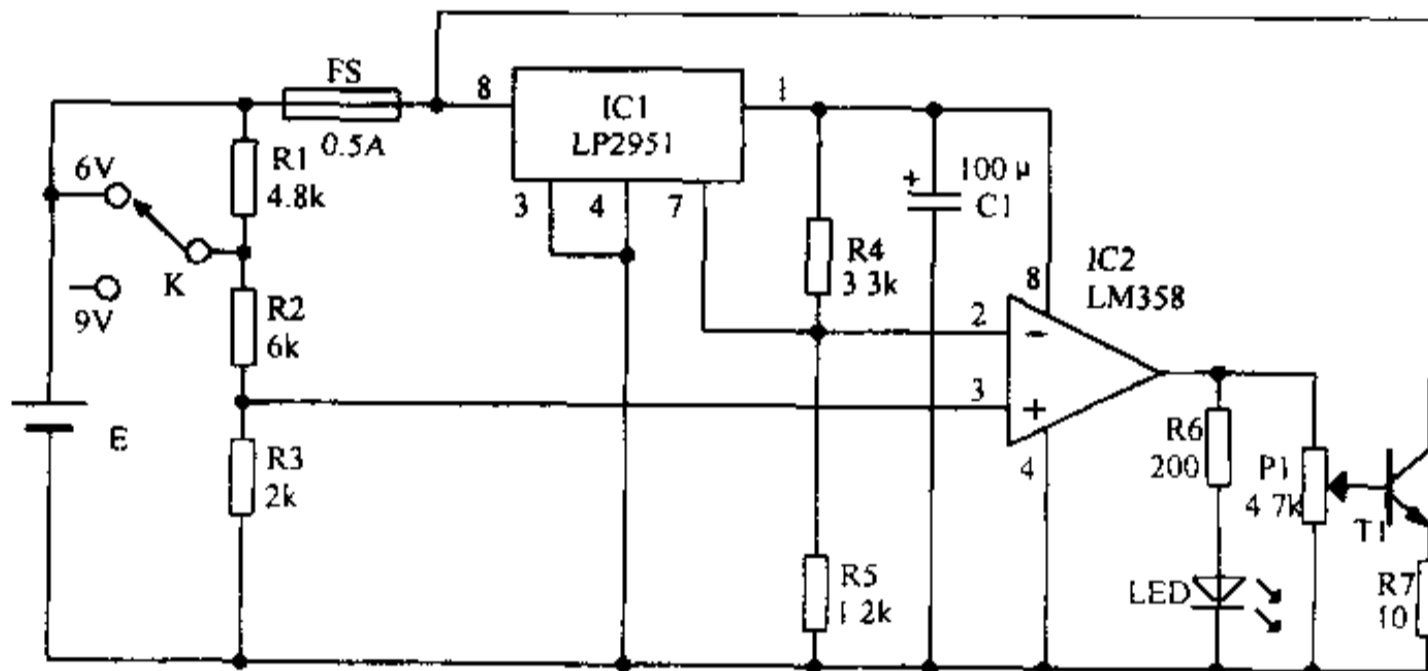 FS
0.5A
8
IC1
LP2951
1
3
4
7
6V
R1
4.8k
K
9V
R2
6k
E
R3
2k
100 μ
+
C1
R4
3 3k
IC2
8
LM358
2
-
3
+
4
R5
1 2k
R6
200
P1
4 7k
T1
LED
R7
10